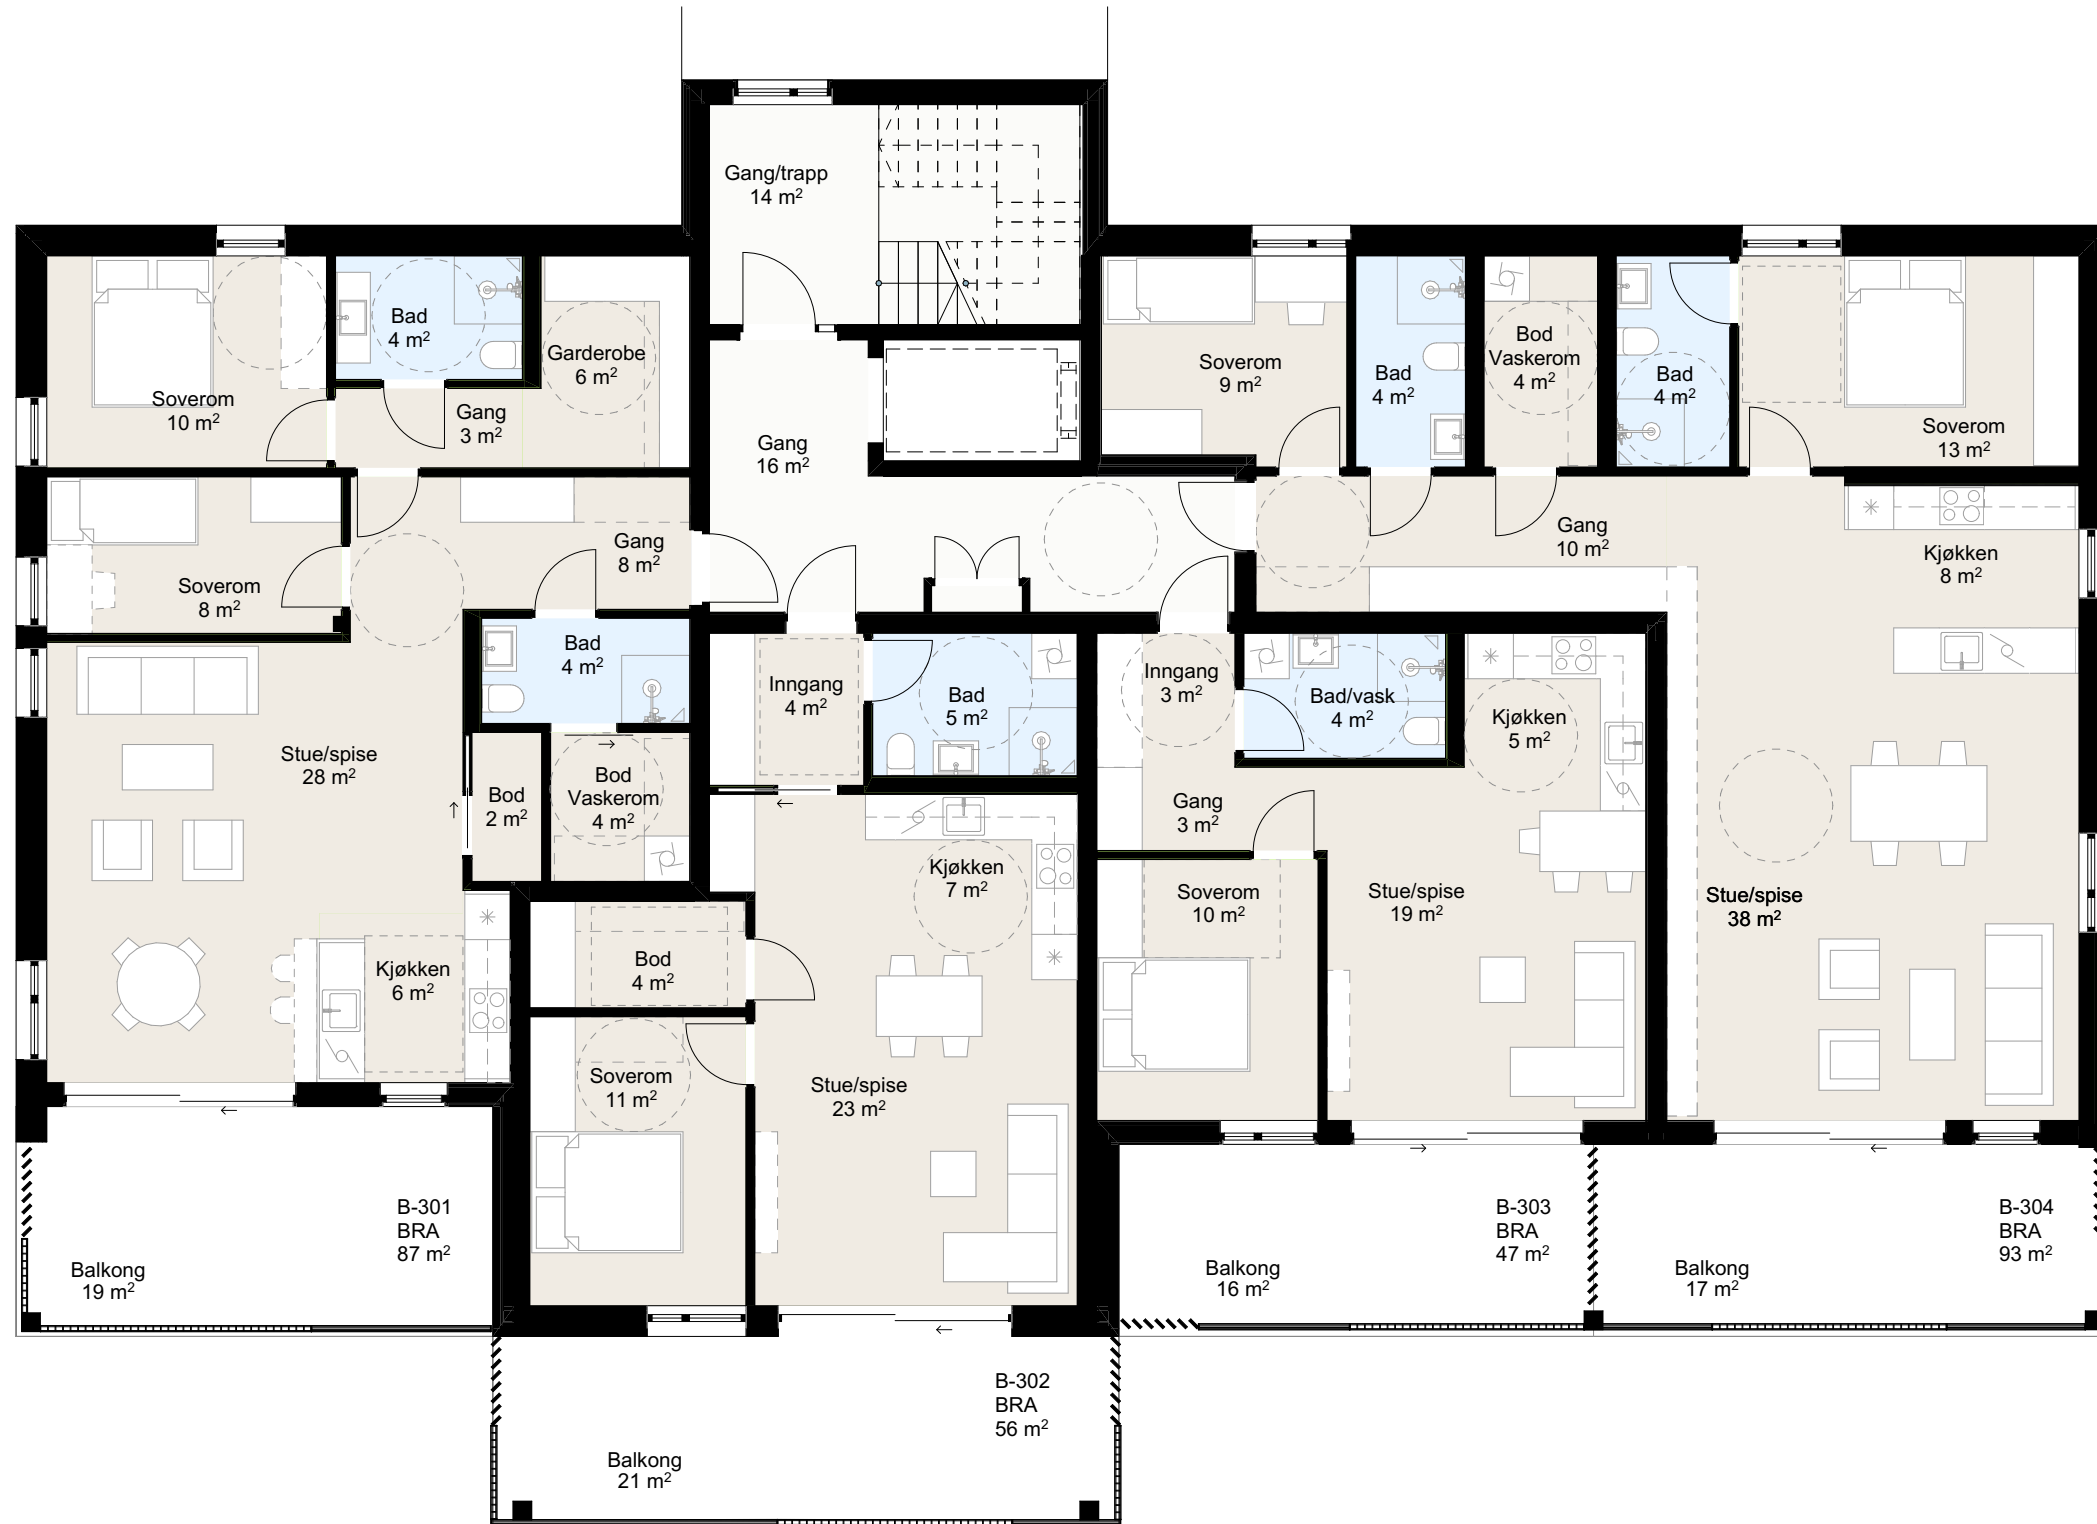 Gang/trapp
14 m²
Soverom
10 m²
Bad
4 m²
Gang
3 m²
Garderobe
6 m²
Gang
16 m²
Soverom
9 m²
Bad
4 m²
Bod
Vaskerom
4 m²
Bad
4 m²
Soverom
13 m²
Soverom
8 m²
Gang
8 m²
Gang
10 m²
Kjøkken
8 m²
Stue/spise
28 m²
Bad
4 m²
Bod
2 m²
Bod
Vaskerom
4 m²
Inngang
4 m²
Bad
5 m²
Inngang
3 m²
Bad/vask
4 m²
Kjøkken
5 m²
Gang
3 m²
Kjøkken
7 m²
Soverom
10 m²
Stue/spise
19 m²
Stue/spise
38 m²
Kjøkken
6 m²
Bod
4 m²
Soverom
11 m²
Stue/spise
23 m²
B-301
BRA
87 m²
Balkong
19 m²
B-303
BRA
47 m²
Balkong
16 m²
B-304
BRA
93 m²
Balkong
17 m²
B-302
BRA
56 m²
Balkong
21 m²